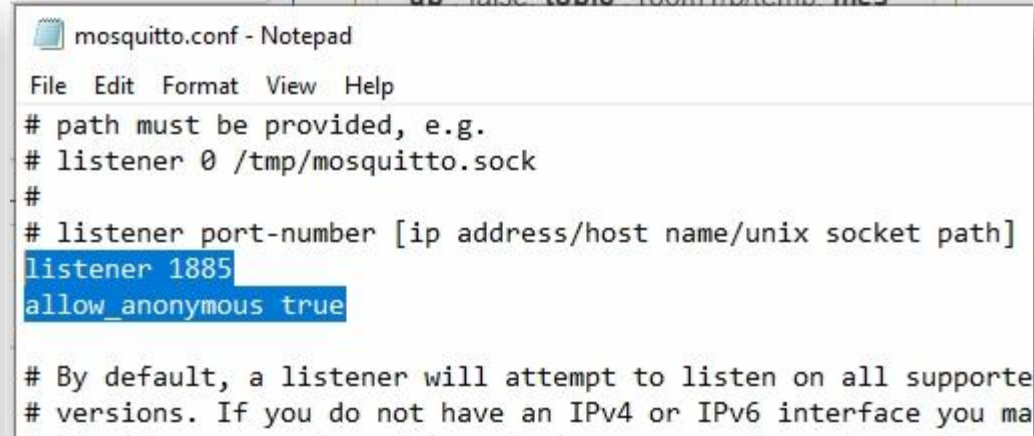 mosquitto.conf - Notepad
File Edit Format View Help
# path must be provided, e.g.
# listener 0 /tmp/mosquitto.sock
#
# listener port-number [ip address/host name/unix socket path]
listener 1885
allow_anonymous true
# By default, a listener will attempt to listen on all supporte
# versions. If you do not have an IPv4 or IPv6 interface you ma